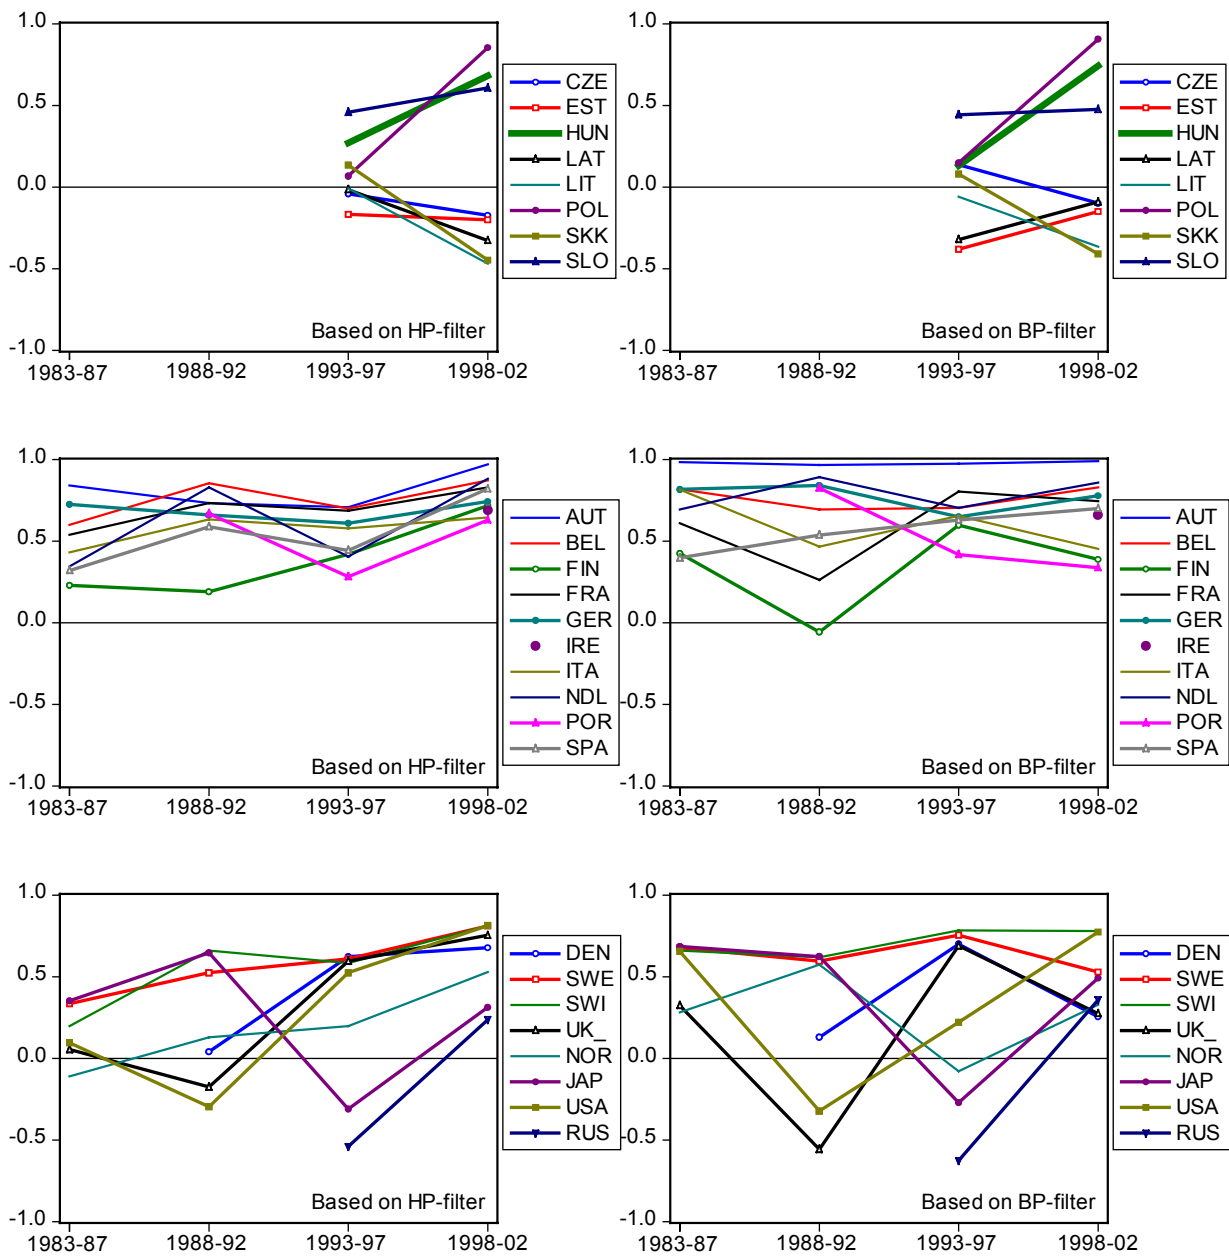 1.0
0.5
0.0
-0.5
-1.0
1983-87 1988-92 1993-97 1998-02
CZE
EST
HUN
LAT
LIT
POL
SKK
SLO
Based on HP-filter
1.0
0.5
0.0
-0.5
-1.0
1983-87 1988-92 1993-97 1998-02
CZE
EST
HUN
LAT
LIT
POL
SKK
SLO
Based on BP-filter
1.0
0.5
0.0
-0.5
-1.0
1983-87 1988-92 1993-97 1998-02
AUT
BEL
FIN
FRA
GER
IRE
ITA
NDL
POR
SPA
Based on HP-filter
1.0
0.5
0.0
-0.5
-1.0
1983-87 1988-92 1993-97 1998-02
AUT
BEL
FIN
FRA
GER
IRE
ITA
NDL
POR
SPA
Based on BP-filter
1.0
0.5
0.0
-0.5
-1.0
1983-87 1988-92 1993-97 1998-02
DEN
SWE
SWI
UK_
NOR
JAP
USA
RUS
Based on HP-filter
1.0
0.5
0.0
-0.5
-1.0
1983-87 1988-92 1993-97 1998-02
DEN
SWE
SWI
UK_
NOR
JAP
USA
RUS
Based on BP-filter